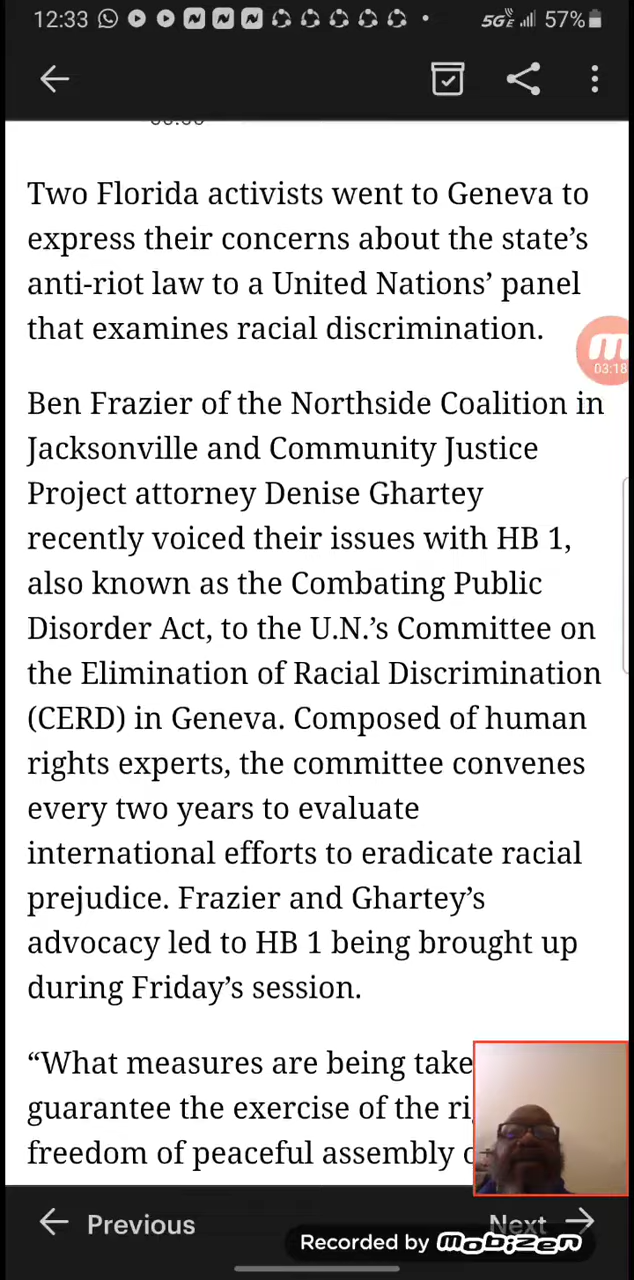 12:33 5GE 57%
Two Florida activists went to Geneva to
express their concerns about the state’s
anti-riot law to a United Nations’ panel
that examines racial discrimination.
03:18
Ben Frazier of the Northside Coalition in
Jacksonville and Community Justice
Project attorney Denise Ghartey
recently voiced their issues with HB 1,
also known as the Combating Public
Disorder Act, to the U.N.’s Committee on
the Elimination of Racial Discrimination
(CERD) in Geneva. Composed of human
rights experts, the committee convenes
every two years to evaluate
international efforts to eradicate racial
prejudice. Frazier and Ghartey’s
advocacy led to HB 1 being brought up
during Friday’s session.
“What measures are being take
guarantee the exercise of the
freedom of peaceful assembly
Previous Next
Recorded by mobizen